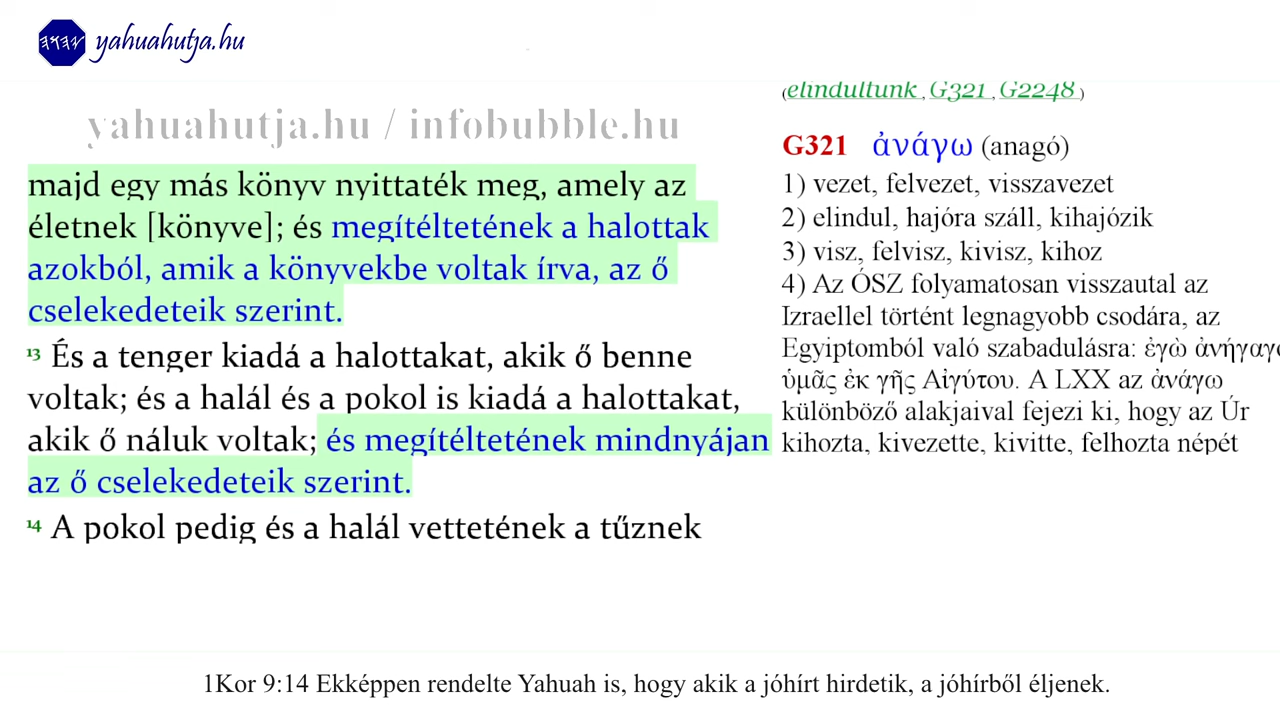 yahuahutja.hu
yahuahutja.hu / infobubble.hu
majd egy más könyv nyittaték meg, amely az
életnek [könyve]; és megítéltetének a halottak
azokból, amik a könyvekbe voltak írva, az ő
cselekedeteik szerint.
13 És a tenger kiadá a halottakat, akik ő benne
voltak; és a halál és a pokol is kiadá a halottakat,
akik ő náluk voltak; és megítéltetének mindnyájan
az ő cselekedeteik szerint.
14 A pokol pedig és a halál vettetének a tűznek
(elindultunk , G321 , G2248 )
G321 ἀνάγω (anagó)
1) vezet, felvezet, visszavezet
2) elindul, hajóra száll, kihajózik
3) visz, felvisz, kivisz, kihoz
4) Az ÓSZ folyamatosan visszautal az
Izraellel történt legnagyobb csodára, az
Egyiptomból való szabadulásra: ἐγὼ ἀνήγαγο
ὑμᾶς ἐκ γῆς Αἰγύτου. A LXX az ἀνάγω
különböző alakjaival fejezi ki, hogy az Úr
kihozta, kivezette, kivitte, felhozta népét
1Kor 9:14 Ekképpen rendelte Yahuah is, hogy akik a jóhírt hirdetik, a jóhírből éljenek.